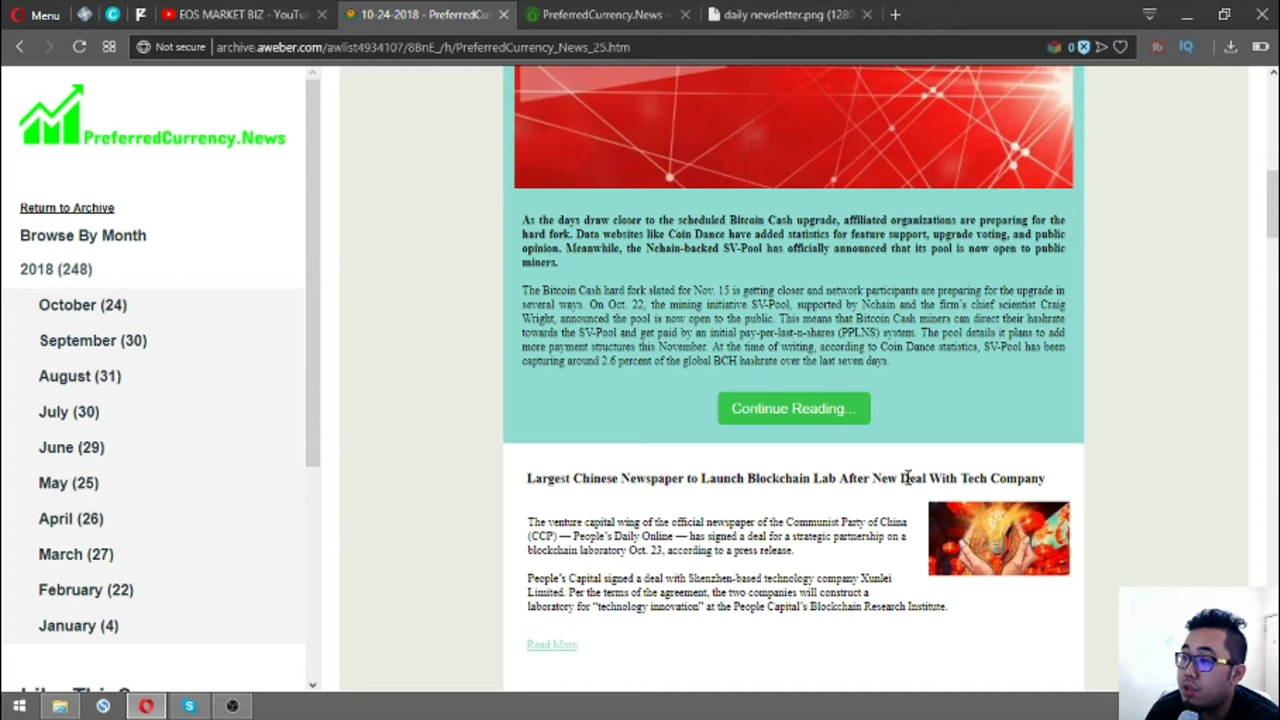 Menu
EOS MARKET BIZ - YouTu
10-24-2018 - PreferredCu
PreferredCurrency.News -
daily newsletter.png (1280
Not secure
archive.aweber.com/awlist4934107/8BnE_/h/PreferredCurrency_News_25.htm
0
IQ
PreferredCurrency.News
Return to Archive
Browse By Month
2018 (248)
October (24)
September (30)
August (31)
July (30)
June (29)
May (25)
April (26)
March (27)
February (22)
January (4)
As the days draw closer to the scheduled Bitcoin Cash upgrade, affiliated organizations are preparing for the
hard fork. Data websites like Coin Dance have added statistics for feature support, upgrade voting, and public
opinion. Meanwhile, the Nchain-backed SV-Pool has officially announced that its pool is now open to public
miners.
The Bitcoin Cash hard fork slated for Nov. 15 is getting closer and network participants are preparing for the upgrade in
several ways. On Oct. 22, the mining initiative SV-Pool, supported by Nchain and the firm's chief scientist Craig
Wright, announced the pool is now open to the public. This means that Bitcoin Cash miners can direct their hashrate
towards the SV-Pool and get paid by an initial pay-per-last-n-shares (PPLNS) system. The pool details it plans to add
more payment structures this November. At the time of writing, according to Coin Dance statistics, SV-Pool has been
capturing around 2.6 percent of the global BCH hashrate over the last seven days.
Continue Reading...
Largest Chinese Newspaper to Launch Blockchain Lab After New Deal With Tech Company
The venture capital wing of the official newspaper of the Communist Party of China
(CCP) — People's Daily Online — has signed a deal for a strategic partnership on a
blockchain laboratory Oct. 23, according to a press release.
People's Capital signed a deal with Shenzhen-based technology company Xunlei
Limited. Per the terms of the agreement, the two companies will construct a
laboratory for "technology innovation" at the People Capital's Blockchain Research Institute.
Read More